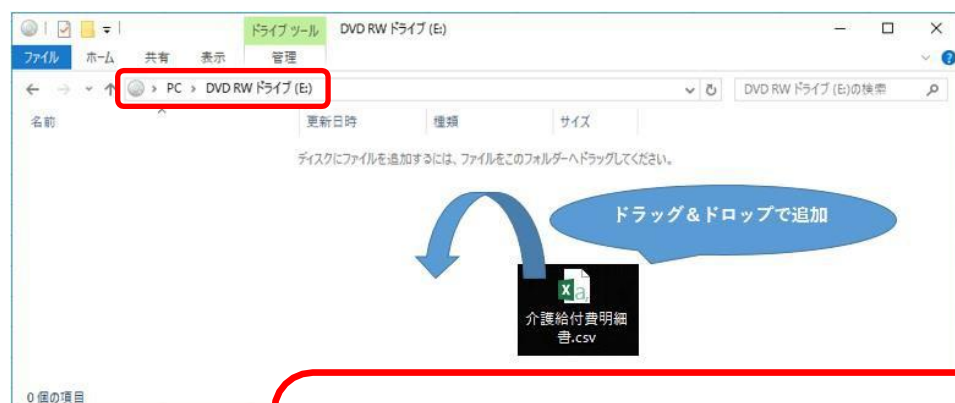 ドライブ ツール DVD RW ドライブ (E:)
ファイル ホーム 共有 表示 管理
PC › DVD RW ドライブ (E:) DVD RW ドライブ (E:)の検索
名前 更新日時 種類 サイズ
ディスクにファイルを追加するには、ファイルをこのフォルダーへドラッグしてください。
ドラッグ&ドロップで追加
介護給付費明細
書.csv
0 個の項目